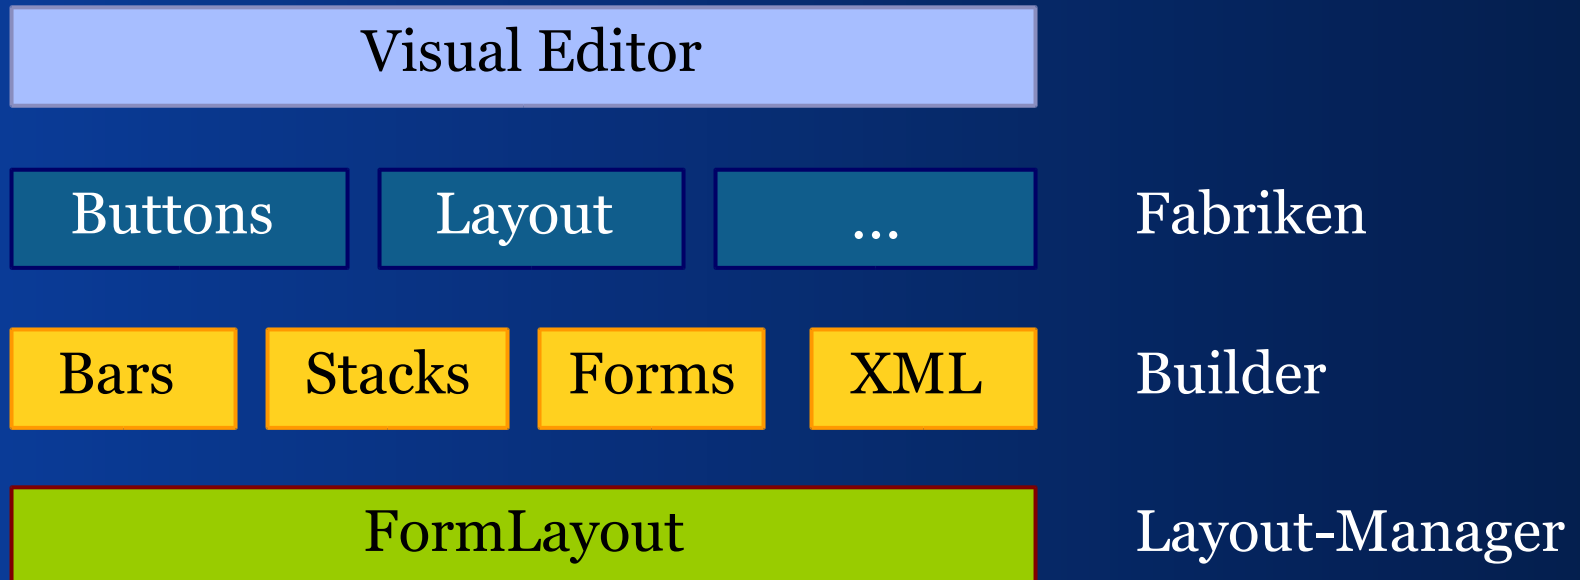 Visual Editor
Buttons Layout ... Fabriken
Bars Stacks Forms XML Builder
FormLayout Layout-Manager